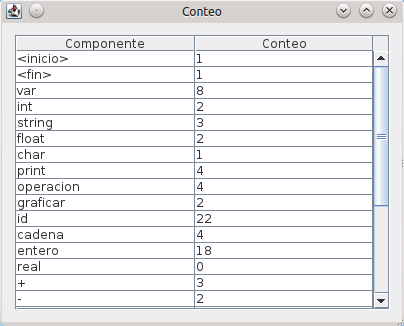 Conteo
Componente Conteo
<inicio> 1
<fin> 1
var 8
int 2
string 3
float 2
char 1
print 4
operacion 4
graficar 2
id 22
cadena 4
entero 18
real 0
+ 3
- 2